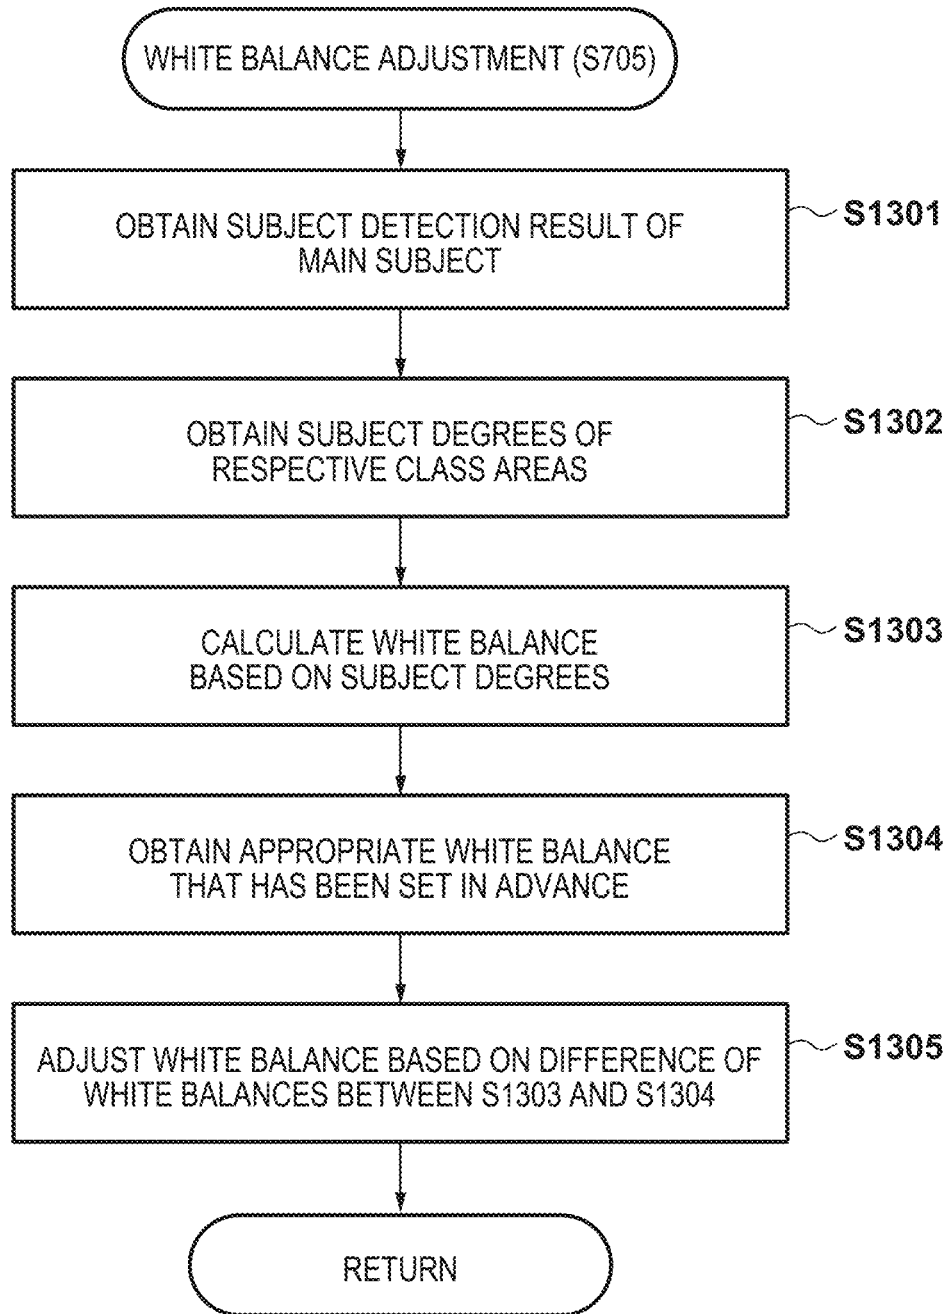 WHITE BALANCE ADJUSTMENT (S705)
OBTAIN SUBJECT DETECTION RESULT OF
MAIN SUBJECT
S1301
OBTAIN SUBJECT DEGREES OF
RESPECTIVE CLASS AREAS
S1302
CALCULATE WHITE BALANCE
BASED ON SUBJECT DEGREES
S1303
OBTAIN APPROPRIATE WHITE BALANCE
THAT HAS BEEN SET IN ADVANCE
S1304
ADJUST WHITE BALANCE BASED ON DIFFERENCE OF
WHITE BALANCES BETWEEN S1303 AND S1304
S1305
RETURN